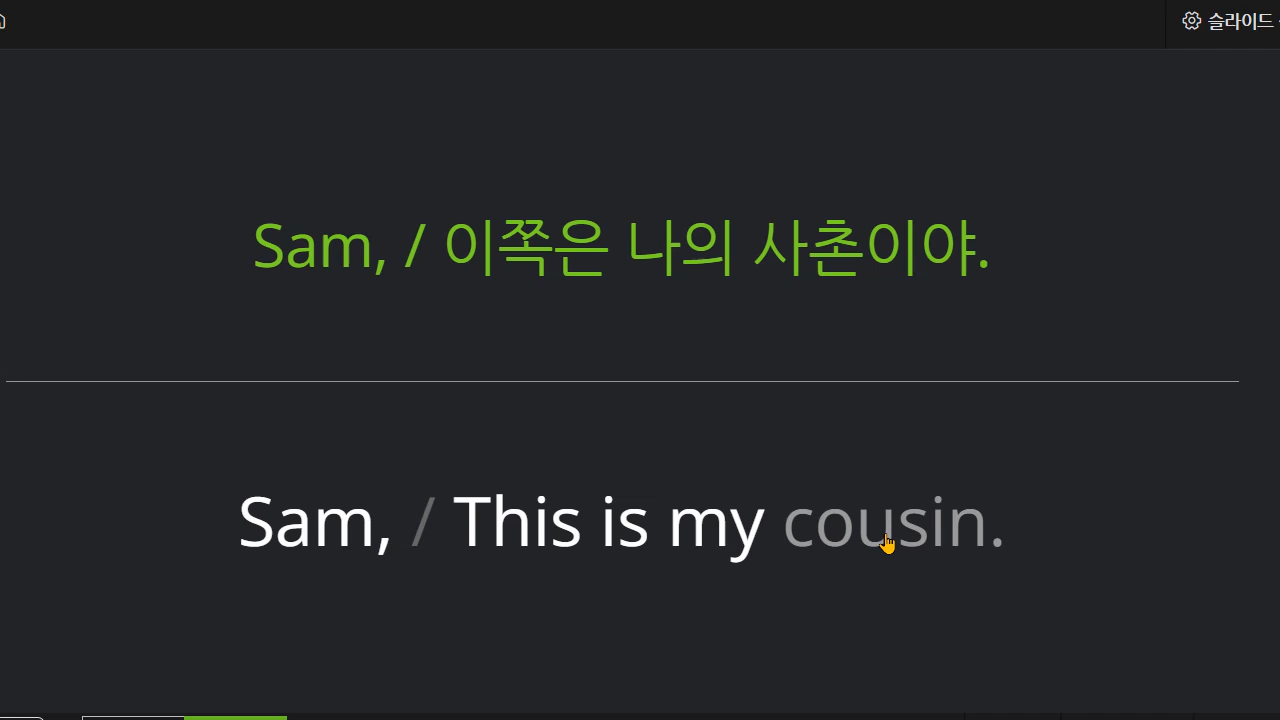 슬라이드
Sam, / 이쪽은 나의 사촌이야.
Sam, / This is my cousin.